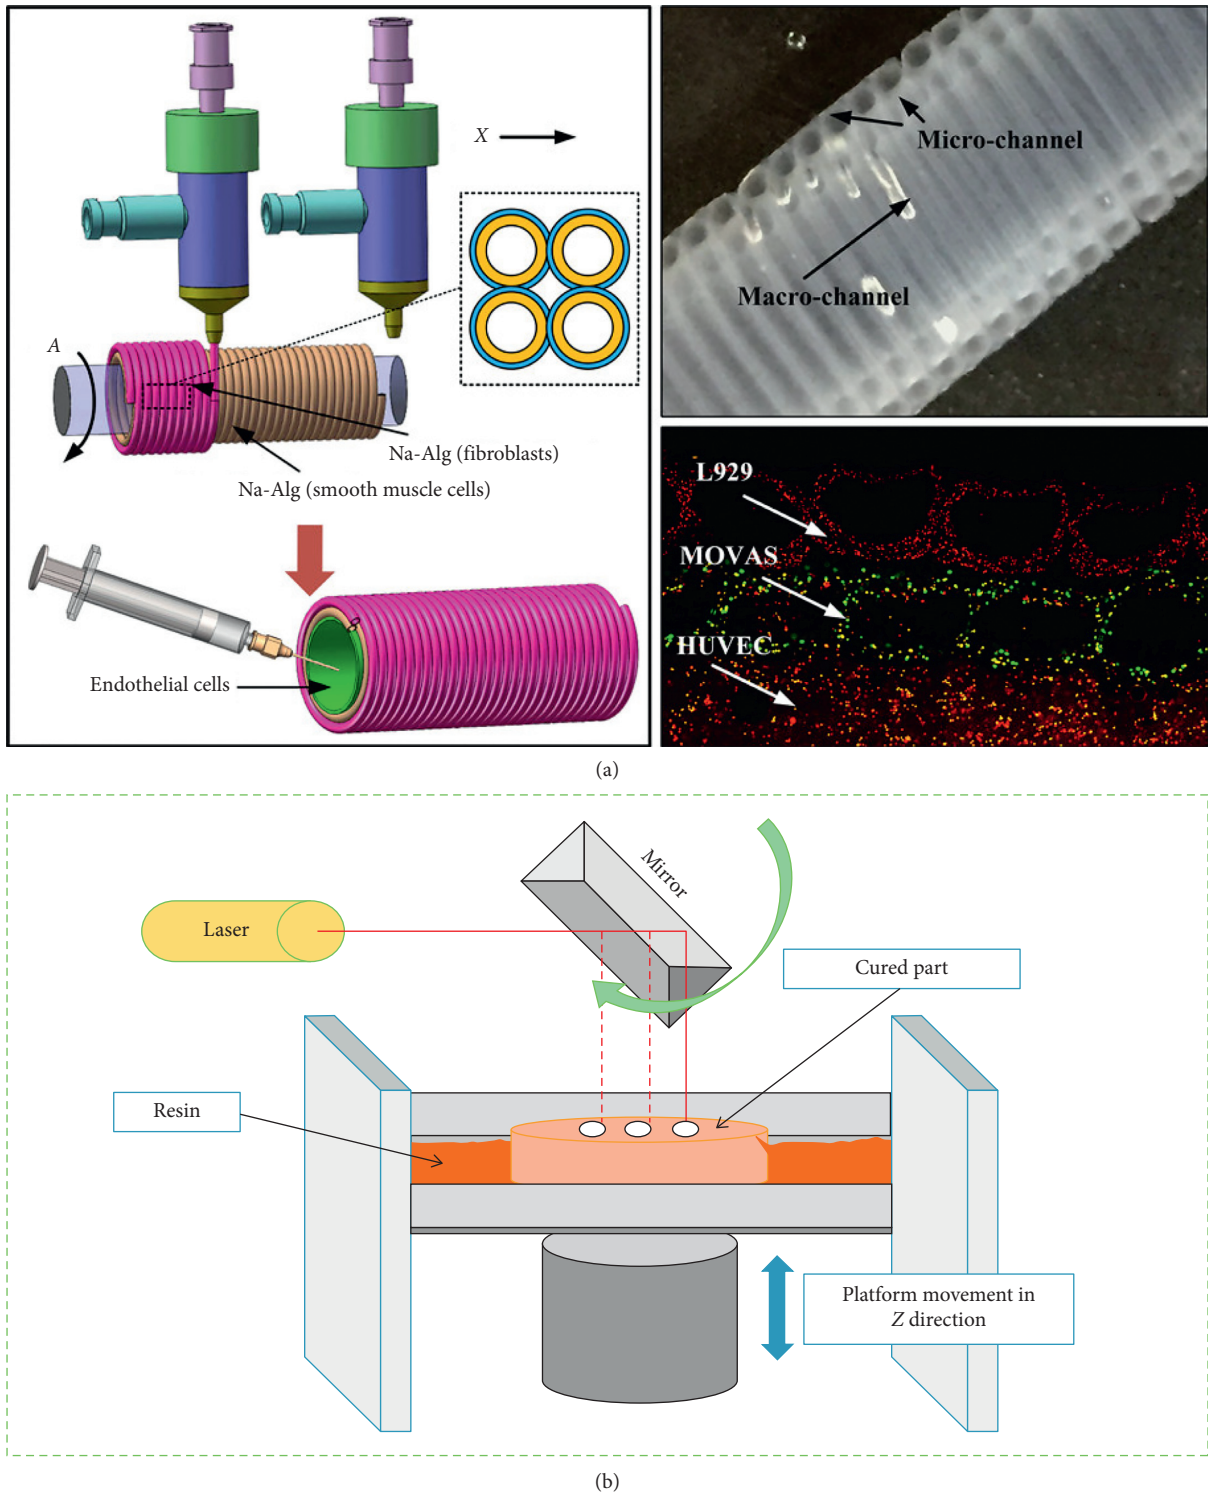 X
A
Na-Alg (fibroblasts)
Na-Alg (smooth muscle cells)
Endothelial cells
Micro-channel
Macro-channel
L929
MOVAS
HUVEC
(a)
Mirror
Laser
Cured part
Resin
Platform movement in
Z direction
(b)